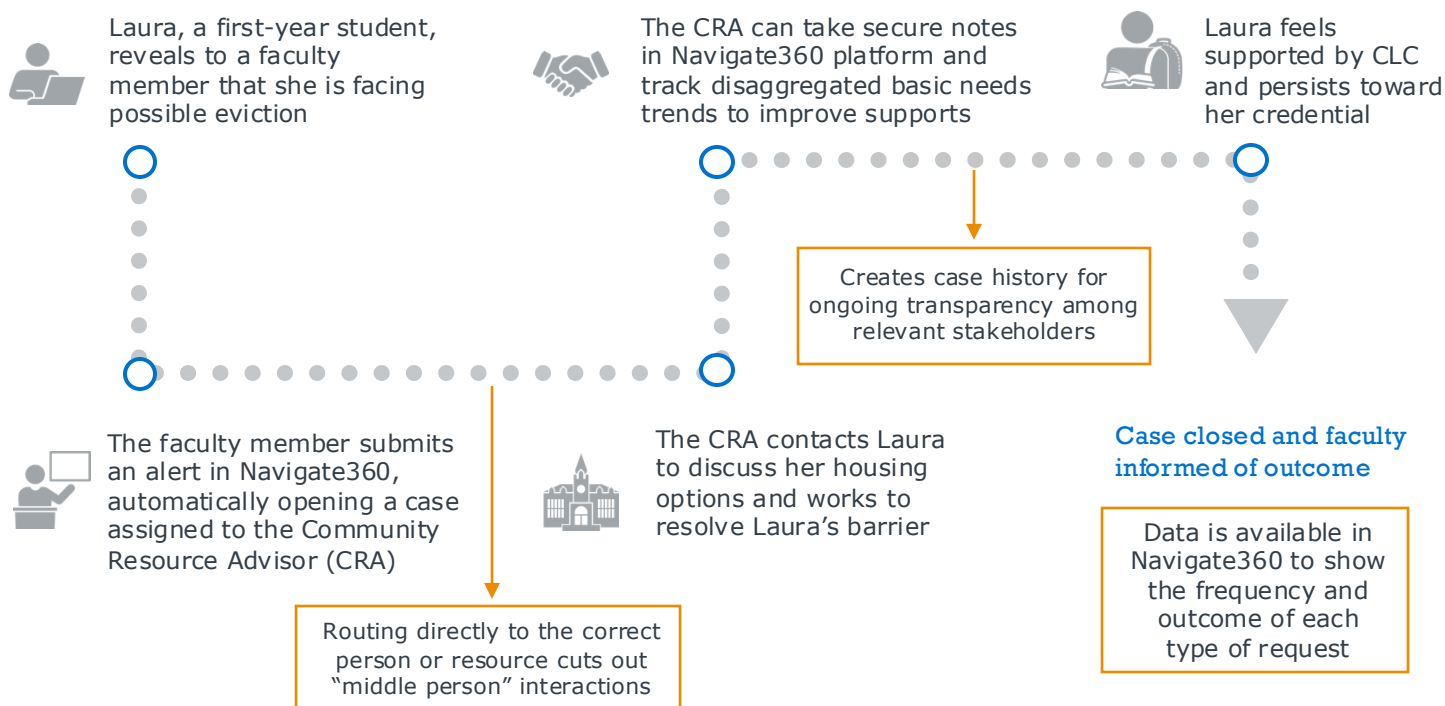 Laura, a first-year student,
reveals to a faculty
member that she is facing
possible eviction
The faculty member submits
an alert in Navigate360,
automatically opening a case
assigned to the Community
Resource Advisor (CRA)
Routing directly to the correct
person or resource cuts out
“middle person” interactions
The CRA contacts Laura
to discuss her housing
options and works to
resolve Laura’s barrier
The CRA can take secure notes
in Navigate360 platform and
track disaggregated basic needs
trends to improve supports
Creates case history for
ongoing transparency among
relevant stakeholders
Laura feels
supported by CLC
and persists toward
her credential
Case closed and faculty
informed of outcome
Data is available in
Navigate360 to show
the frequency and
outcome of each
type of request